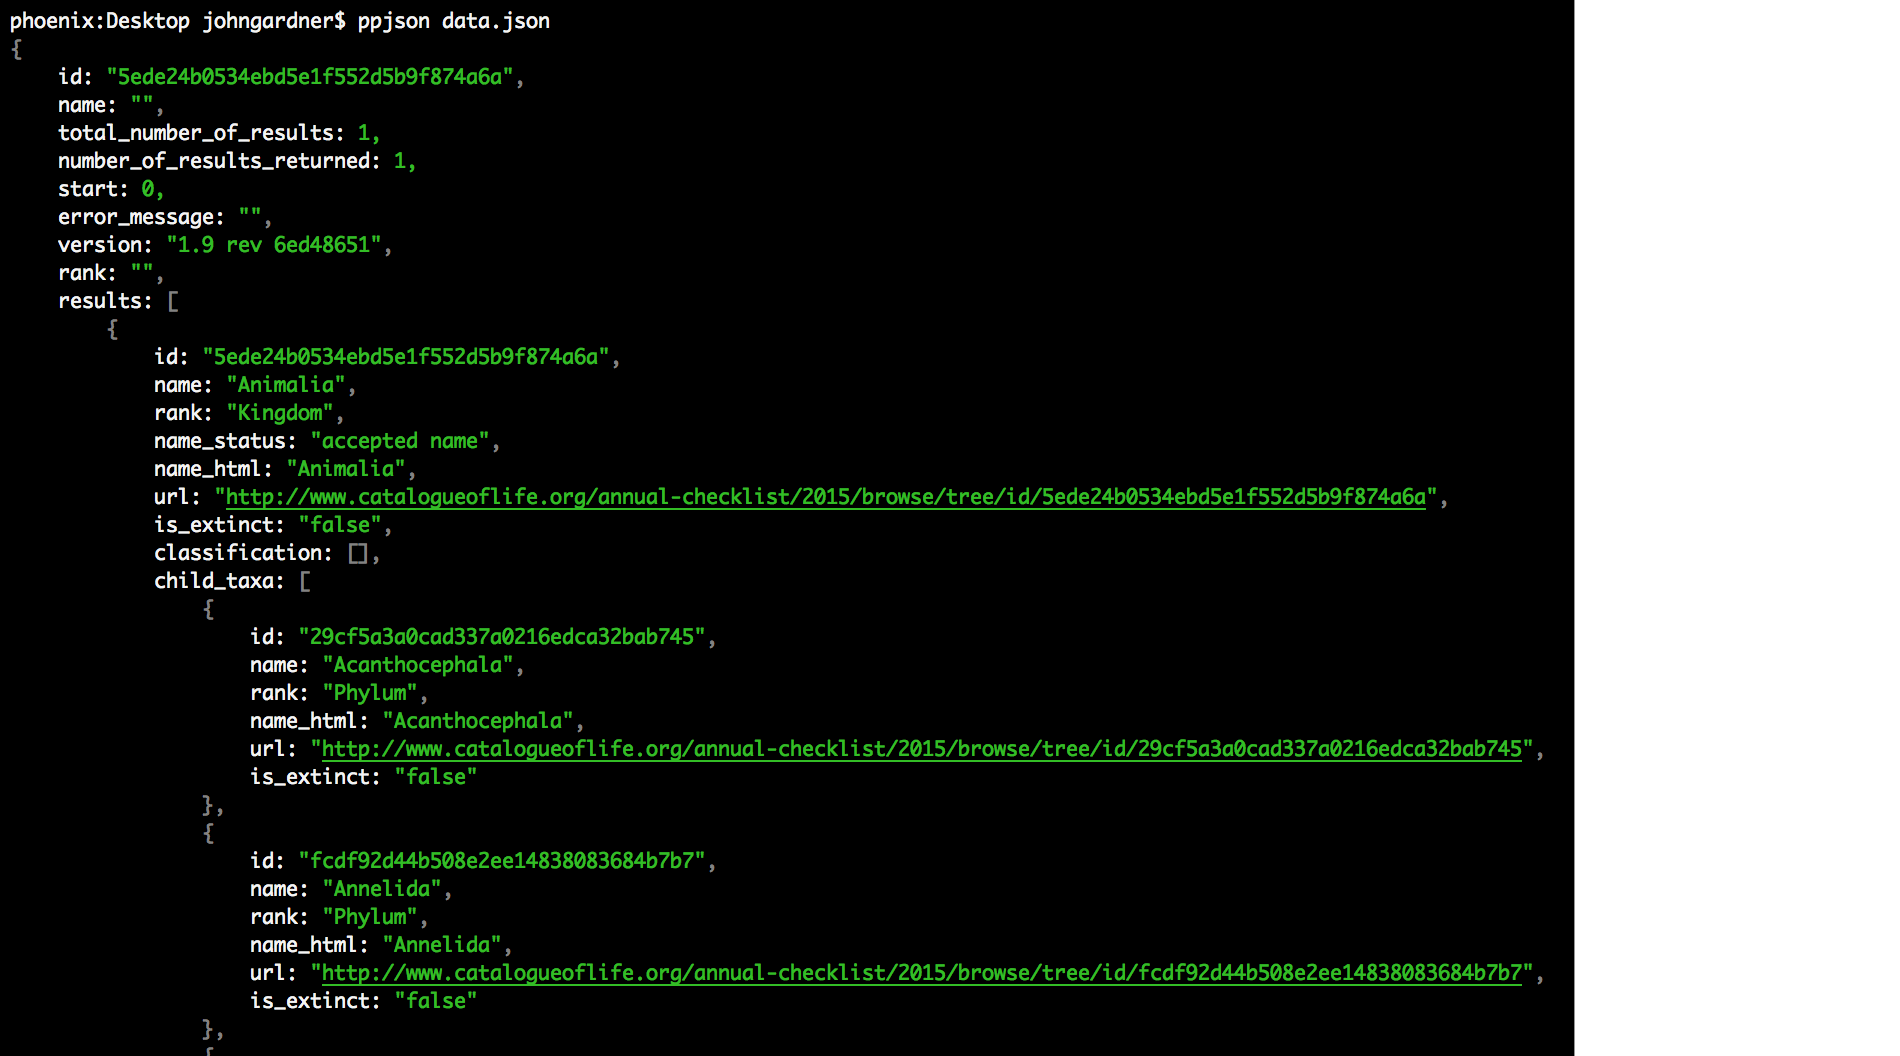 phoenix:Desktop johngardner$ ppjson data.json
{
    id: "5ede24b0534ebd5e1f552d5b9f874a6a",
    name: "",
    total_number_of_results: 1,
    number_of_results_returned: 1,
    start: 0,
    error_message: "",
    version: "1.9 rev 6ed48651",
    rank: "",
    results: [
        {
            id: "5ede24b0534ebd5e1f552d5b9f874a6a",
            name: "Animalia",
            rank: "Kingdom",
            name_status: "accepted name",
            name_html: "Animalia",
            url: "http://www.catalogueoflife.org/annual-checklist/2015/browse/tree/id/5ede24b0534ebd5e1f552d5b9f874a6a",
            is_extinct: "false",
            classification: [],
            child_taxa: [
                {
                    id: "29cf5a3a0cad337a0216edca32bab745",
                    name: "Acanthocephala",
                    rank: "Phylum",
                    name_html: "Acanthocephala",
                    url: "http://www.catalogueoflife.org/annual-checklist/2015/browse/tree/id/29cf5a3a0cad337a0216edca32bab745",
                    is_extinct: "false"
                },
                {
                    id: "fcdf92d44b508e2ee14838083684b7b7",
                    name: "Annelida",
                    rank: "Phylum",
                    name_html: "Annelida",
                    url: "http://www.catalogueoflife.org/annual-checklist/2015/browse/tree/id/fcdf92d44b508e2ee14838083684b7b7",
                    is_extinct: "false"
                },
                {